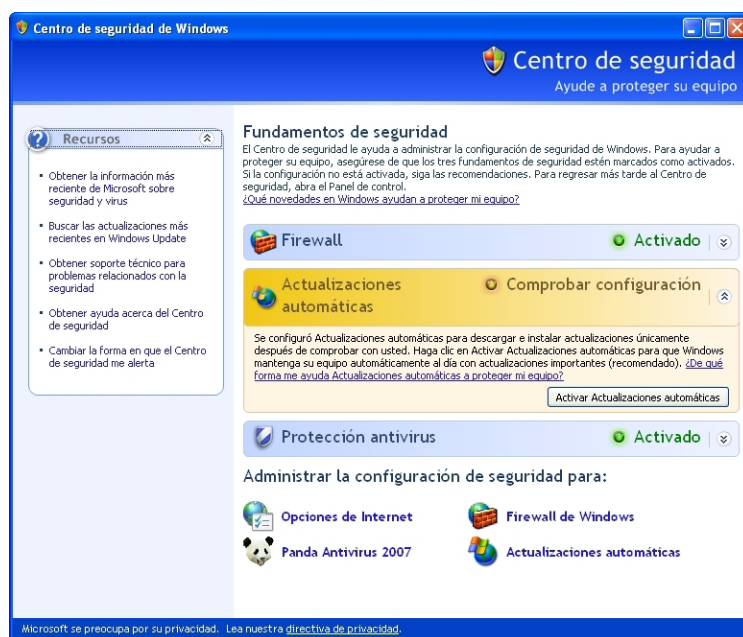 Centro de seguridad de Windows
Centro de seguridad
Ayude a proteger su equipo
Recursos
Obtener la información más
reciente de Microsoft sobre
seguridad y virus
Buscar las actualizaciones más
recientes en Windows Update
Obtener soporte técnico para
problemas relacionados con la
seguridad
Obtener ayuda acerca del Centro
de seguridad
Cambiar la forma en que el Centro
de seguridad me alerta
Fundamentos de seguridad
El Centro de seguridad le ayuda a administrar la configuración de seguridad de Windows. Para ayudar a
proteger su equipo, asegúrese de que los tres fundamentos de seguridad estén marcados como activados.
Si la configuración no está activada, siga las recomendaciones. Para regresar más tarde al Centro de
seguridad, abra el Panel de control.
¿Qué novedades en Windows ayudan a proteger mi equipo?
Firewall Activado
Actualizaciones Comprobar configuración
automáticas
Se configuró Actualizaciones automáticas para descargar e instalar actualizaciones únicamente
después de comprobar con usted. Haga clic en Activar Actualizaciones automáticas para que Windows
mantenga su equipo automáticamente al día con actualizaciones importantes (recomendado). ¿De qué
forma me ayuda Actualizaciones automáticas a proteger mi equipo?
Activar Actualizaciones automáticas
Protección antivirus Activado
Administrar la configuración de seguridad para:
Opciones de Internet Firewall de Windows
Panda Antivirus 2007 Actualizaciones automáticas
Microsoft se preocupa por su privacidad. Lea nuestra directiva de privacidad.